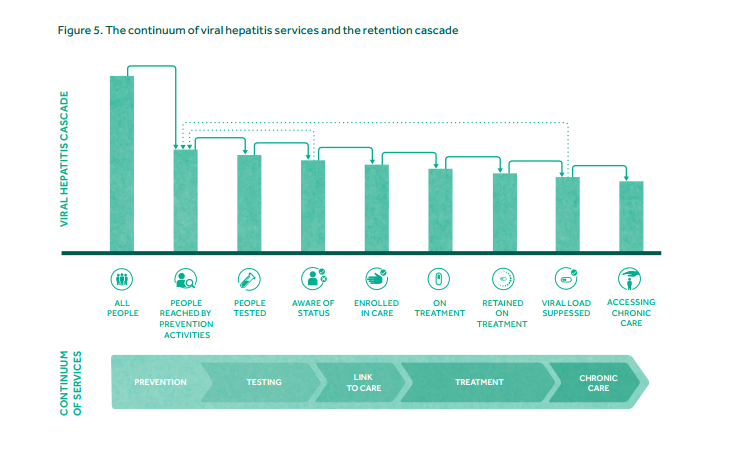 Figure 5. The continuum of viral hepatitis services and the retention cascade
VIRAL HEPATITIS CASCADE
ALL
PEOPLE
PEOPLE
REACHED BY
PREVENTION
ACTIVITIES
PEOPLE
TESTED
AWARE OF
STATUS
ENROLLED
IN CARE
ON
TREATMENT
RETAINED
ON
TREATMENT
VIRAL LOAD
SUPPESSED
ACCESSING
CHRONIC
CARE
CONTINUUM
OF SERVICES
PREVENTION
TESTING
LINK
TO CARE
TREATMENT
CHRONIC
CARE